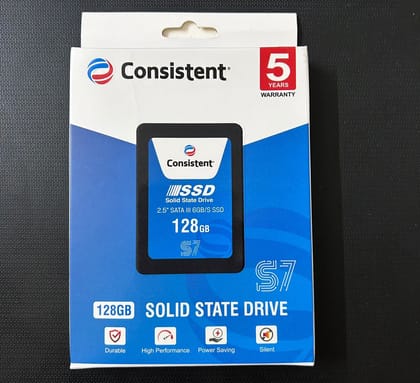 Consistent
5
YEARS
WARRANTY
Consistent
SSD
Solid State Drive
2.5" SATA III 6GB/S SSD
128GB
S7
S7
128GB SOLID STATE DRIVE
Durable High Performance Power Saving Silent